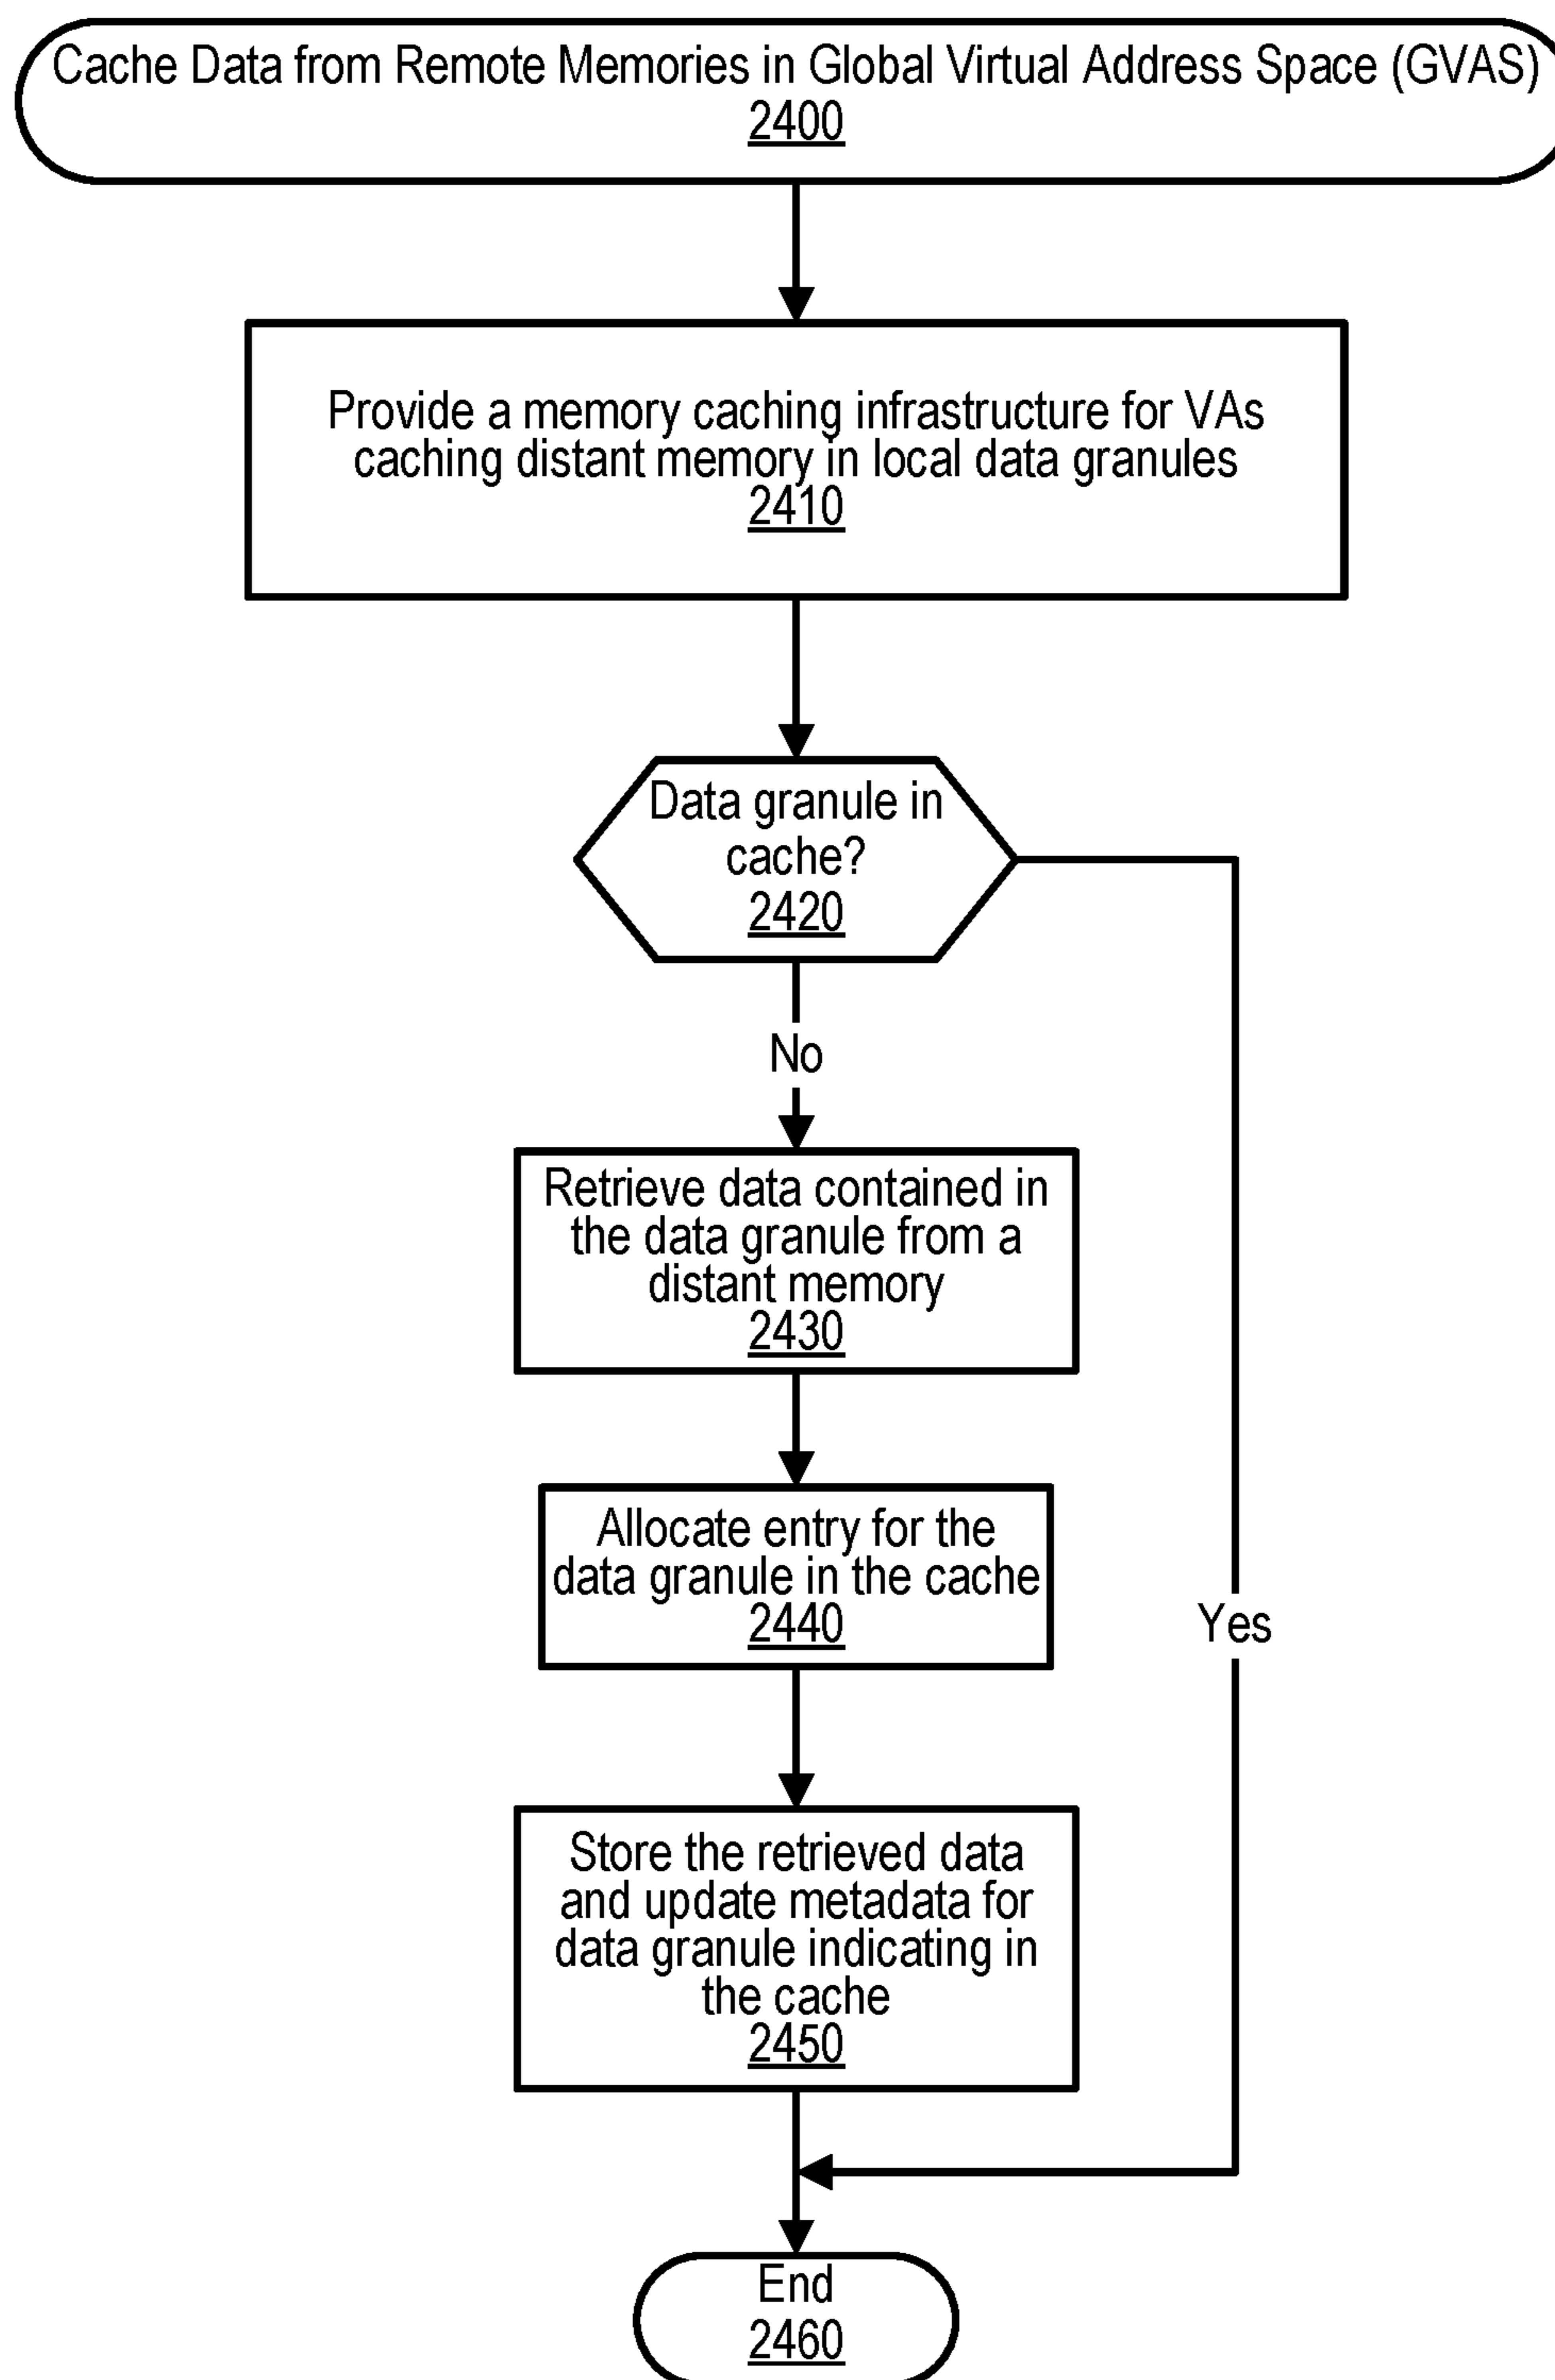 Cache Data from Remote Memories in Global Virtual Address Space (GVAS)
2400
Provide a memory caching infrastructure for VAs
caching distant memory in local data granules
2410
Data granule in
cache?
2420
No
Retrieve data contained in
the data granule from a
distant memory
2430
Allocate entry for the
data granule in the cache
2440
Yes
Store the retrieved data
and update metadata for
data granule indicating in
the cache
2450
End
2460